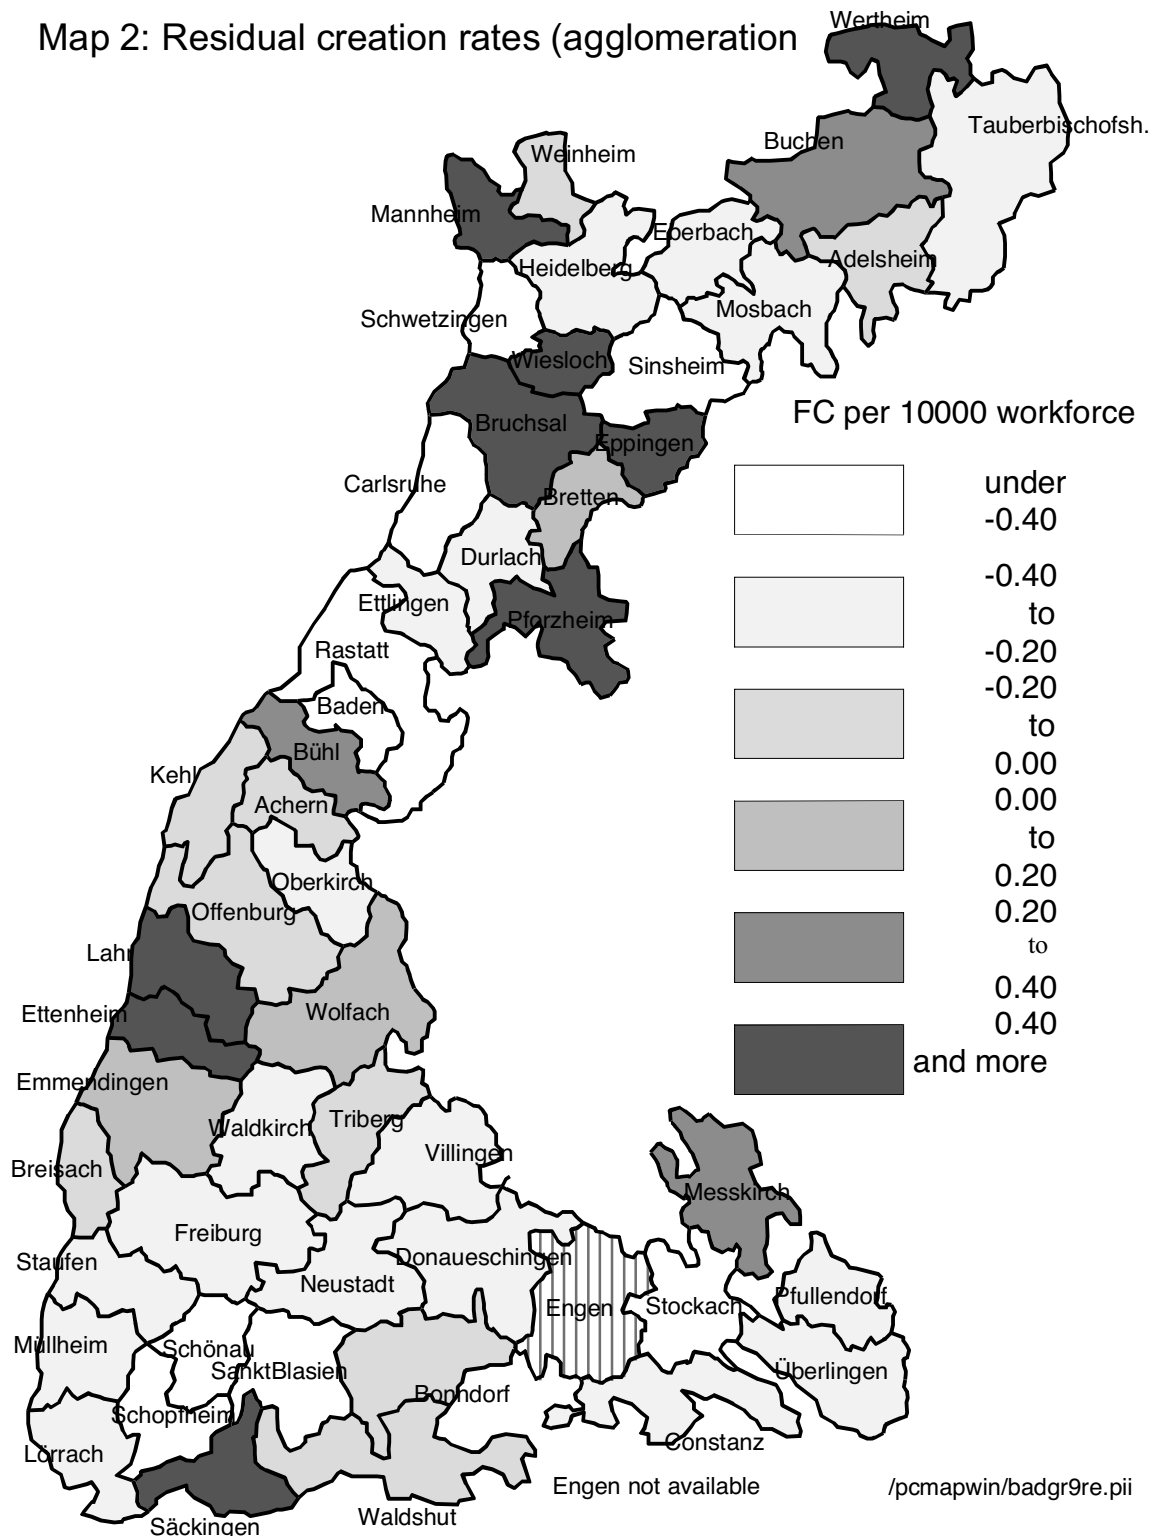 Map 2: Residual creation rates (agglomeration
Wertheim
Tauberbischofsh.
Buchen
Weinheim
Mannheim
Eberbach
Adelsheim
Heidelberg
Mosbach
Schwetzingen
Wiesloch
Sinsheim
FC per 10000 workforce
Bruchsal
Eppingen
Carlsruhe
Bretten
under
-0.40
Durlach
-0.40
to
-0.20
Ettlingen
Pforzheim
Rastatt
-0.20
to
0.00
Baden
Bühl
Kehl
Achern
0.00
to
0.20
Oberkirch
Offenburg
0.20
to
0.40
Lahr
Ettenheim
Wolfach
0.40
and more
Emmendingen
Waldkirch
Triberg
Villingen
Breisach
Messkirch
Freiburg
Staufen
Donaueschingen
Neustadt
Engen
Stockach
Pfullendorf
Müllheim
Schönau
SanktBlasien
Überlingen
Bonndorf
Schopfheim
Lörrach
Constanz
Engen not available
/pcmapwin/badgr9re.pii
Waldshut
Säckingen